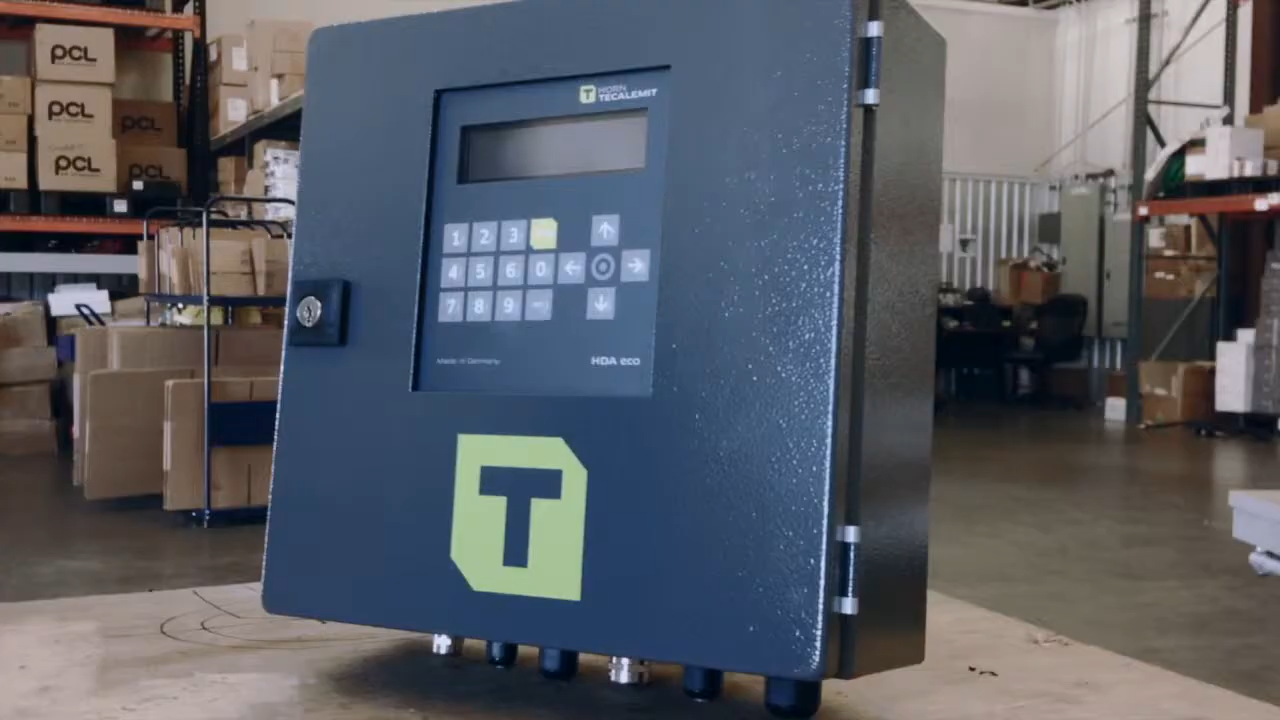 pcl
pcl
pcl
pcl
pcl
T HORN
TECALEMIT
1 2 3
4 5 6 0 ← →
7 8 9
↑
↓
Made in Germany
HDA eco
T